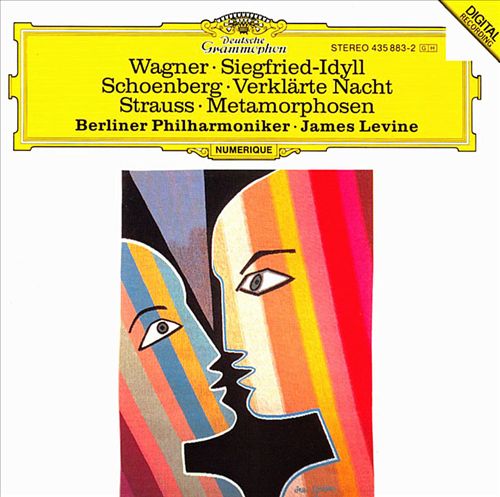 DIGITAL
RECORDING
Deutsche
Grammophon
STEREO 435 883-2 GH
Wagner · Siegfried-Idyll
Schoenberg · Verklärte Nacht
Strauss · Metamorphosen
Berliner Philharmoniker · James Levine
NUMERIQUE